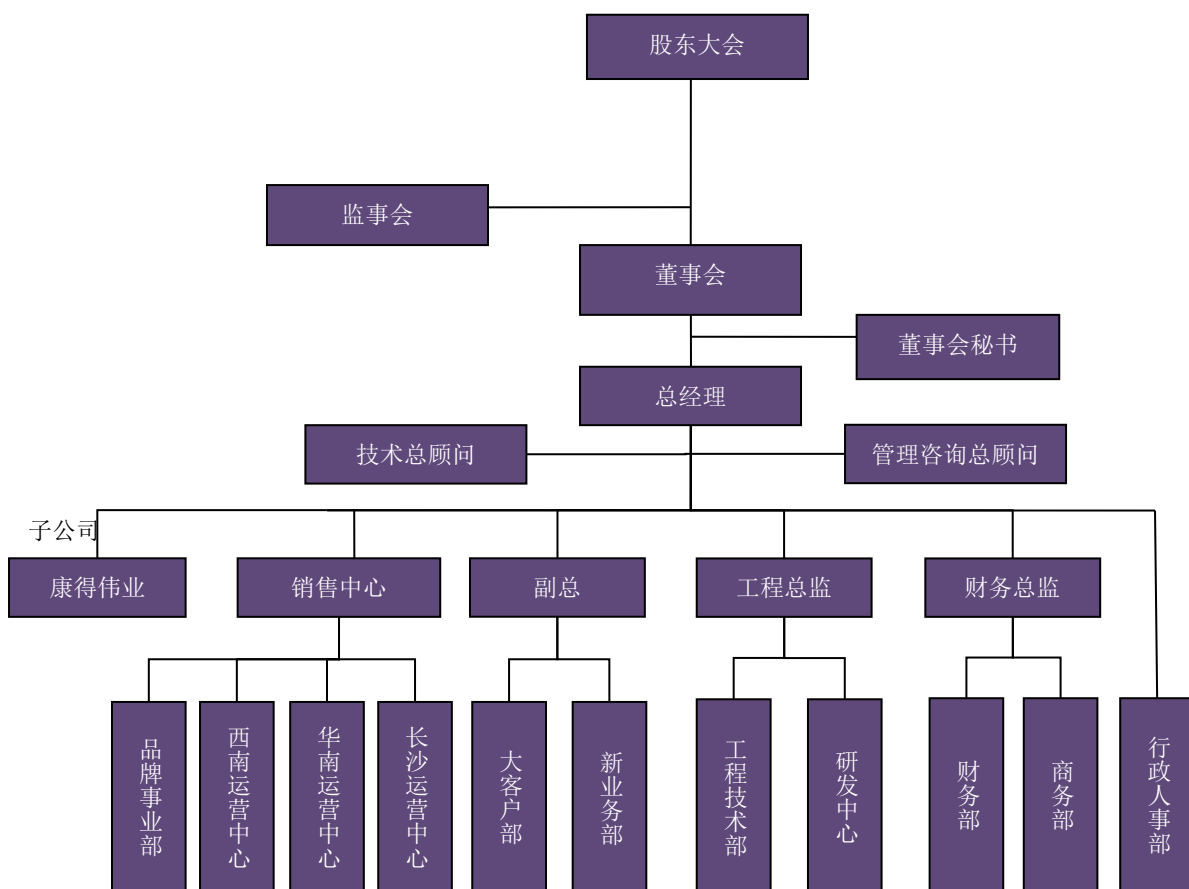 股东大会
监事会
董事会
董事会秘书
总经理
技术总顾问
管理咨询总顾问
子公司
康得伟业
销售中心
副总
工程总监
财务总监
品牌事业部
西南运营中心
华南运营中心
长沙运营中心
大客户部
新业务部
工程技术部
研发中心
财务部
商务部
行政人事部